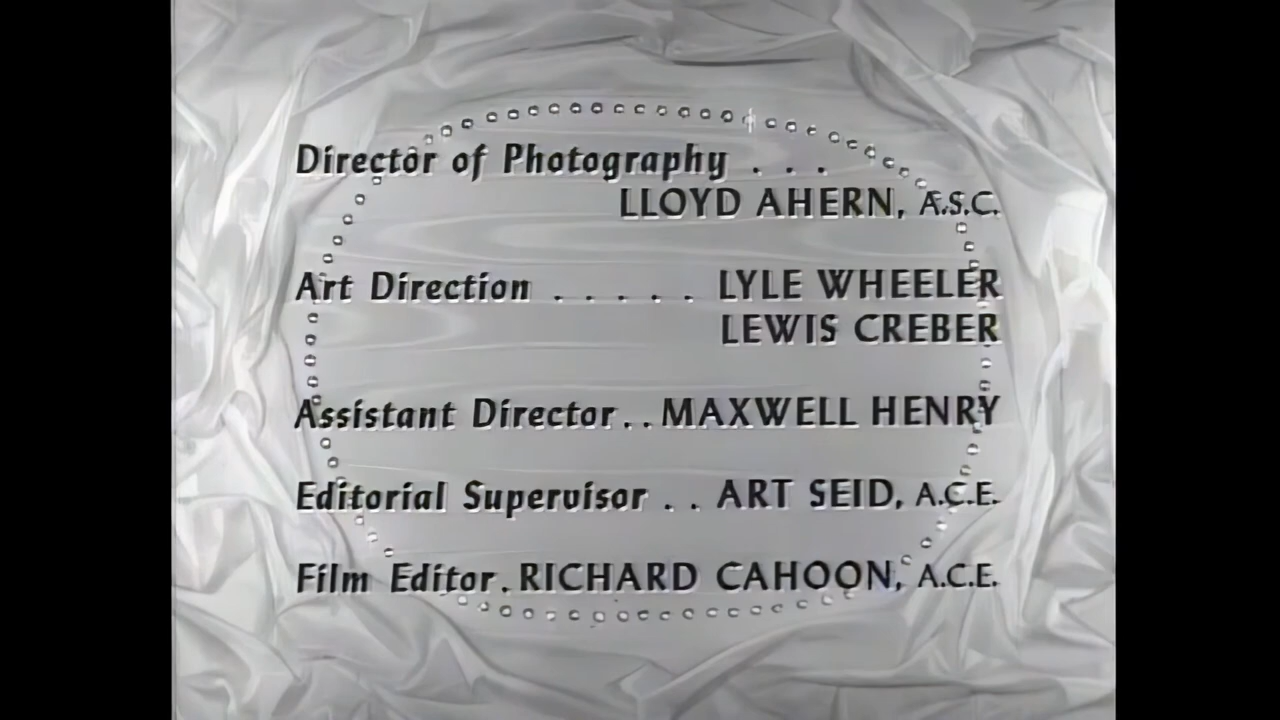 Director of Photography . . .
LLOYD AHERN, A.S.C.
Art Direction . . . . . LYLE WHEELER
LEWIS CREBER
Assistant Director . . MAXWELL HENRY
Editorial Supervisor . . ART SEID, A.C.E.
Film Editor . RICHARD CAHOON, A.C.E.